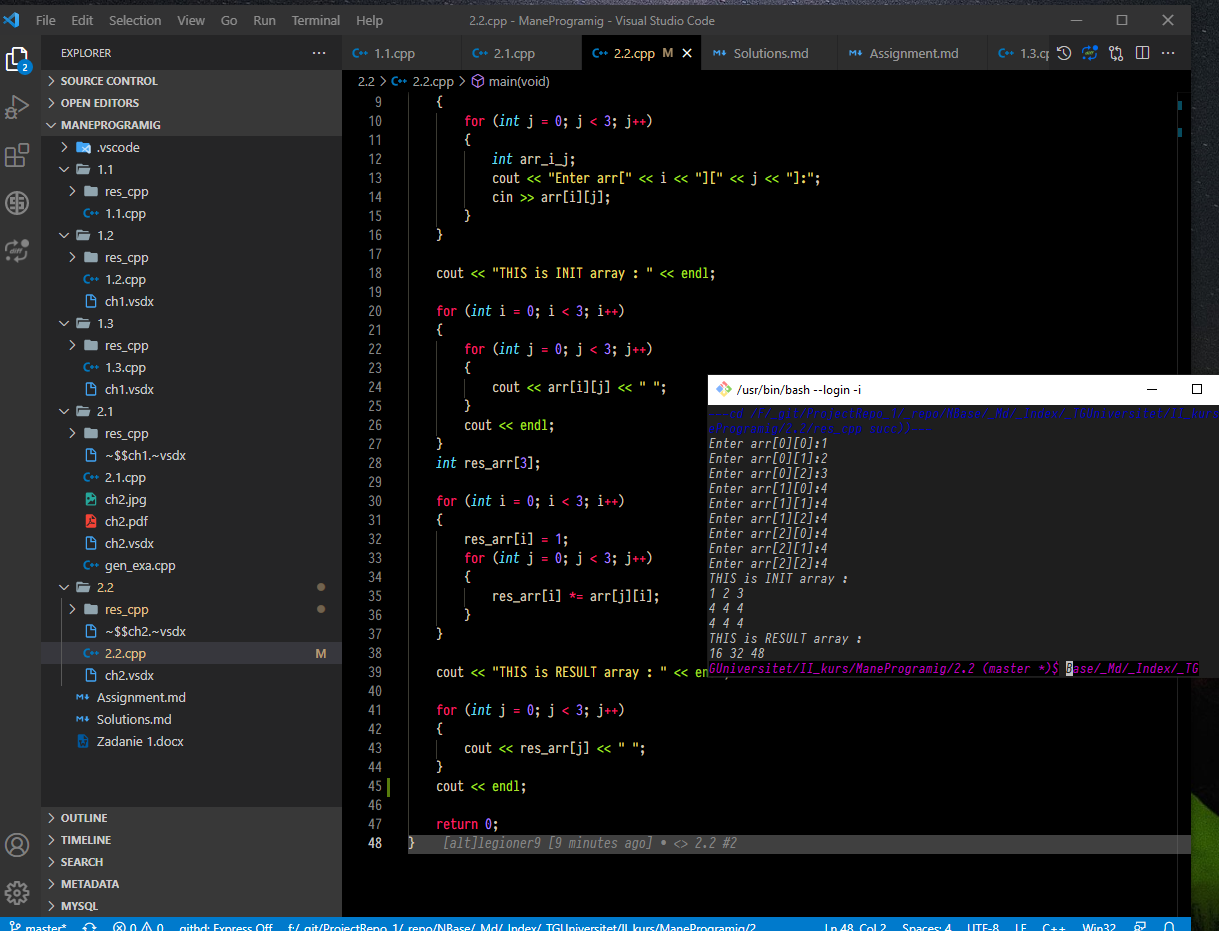 File Edit Selection View Go Run Terminal Help
2.2.cpp - ManeProgramig - Visual Studio Code
EXPLORER
2
SOURCE CONTROL
OPEN EDITORS
MANEPROGRAMIG
.vscode
1.1
res_cpp
1.1.cpp
1.2
res_cpp
1.2.cpp
ch1.vsdx
1.3
res_cpp
1.3.cpp
ch1.vsdx
2.1
res_cpp
~$$ch1.~vsdx
2.1.cpp
ch2.jpg
ch2.pdf
ch2.vsdx
gen_exa.cpp
2.2
res_cpp
~$$ch2.~vsdx
2.2.cpp M
ch2.vsdx
Assignment.md
Solutions.md
Zadanie 1.docx
OUTLINE
TIMELINE
SEARCH
METADATA
MYSQL
1.1.cpp 2.1.cpp 2.2.cpp M Solutions.md Assignment.md 1.3.cp
2.2 > 2.2.cpp > main(void)
9 {
10 for (int j = 0; j < 3; j++)
11 {
12 int arr_i_j;
13 cout << "Enter arr[" << i << "][" << j << "]:";
14 cin >> arr[i][j];
15 }
16 }
17
18 cout << "THIS is INIT array : " << endl;
19
20 for (int i = 0; i < 3; i++)
21 {
22 for (int j = 0; j < 3; j++)
23 {
24 cout << arr[i][j] << " ";
25 }
26 cout << endl;
27 }
28 int res_arr[3];
29
30 for (int i = 0; i < 3; i++)
31 {
32 res_arr[i] = 1;
33 for (int j = 0; j < 3; j++)
34 {
35 res_arr[i] *= arr[j][i];
36 }
37 }
38
39 cout << "THIS is RESULT array : " << en
40
41 for (int j = 0; j < 3; j++)
42 {
43 cout << res_arr[j] << " ";
44 }
45 cout << endl;
46
47 return 0;
48 } [alt]legioner9 [9 minutes ago] • <> 2.2 #2
/usr/bin/bash --login -i
Enter arr[0][0]:1
Enter arr[0][1]:2
Enter arr[0][2]:3
Enter arr[1][0]:4
Enter arr[1][1]:4
Enter arr[1][2]:4
Enter arr[2][0]:4
Enter arr[2][1]:4
Enter arr[2][2]:4
THIS is INIT array :
1 2 3
4 4 4
4 4 4
THIS is RESULT array :
16 32 48
GUniversitet/II_kurs/ManeProgramig/2.2 (master *)$ Base/_Md/_Index/_TG
master* 0 0 githd: Express Off f:/_git/ProjectRepo_1/_repo/NBase/_Md/_Index/_TGUniversitet/II_kurs/ManeProgramig/2 Ln 48, Col 2 Spaces: 4 UTF-8 LF C++ Win32